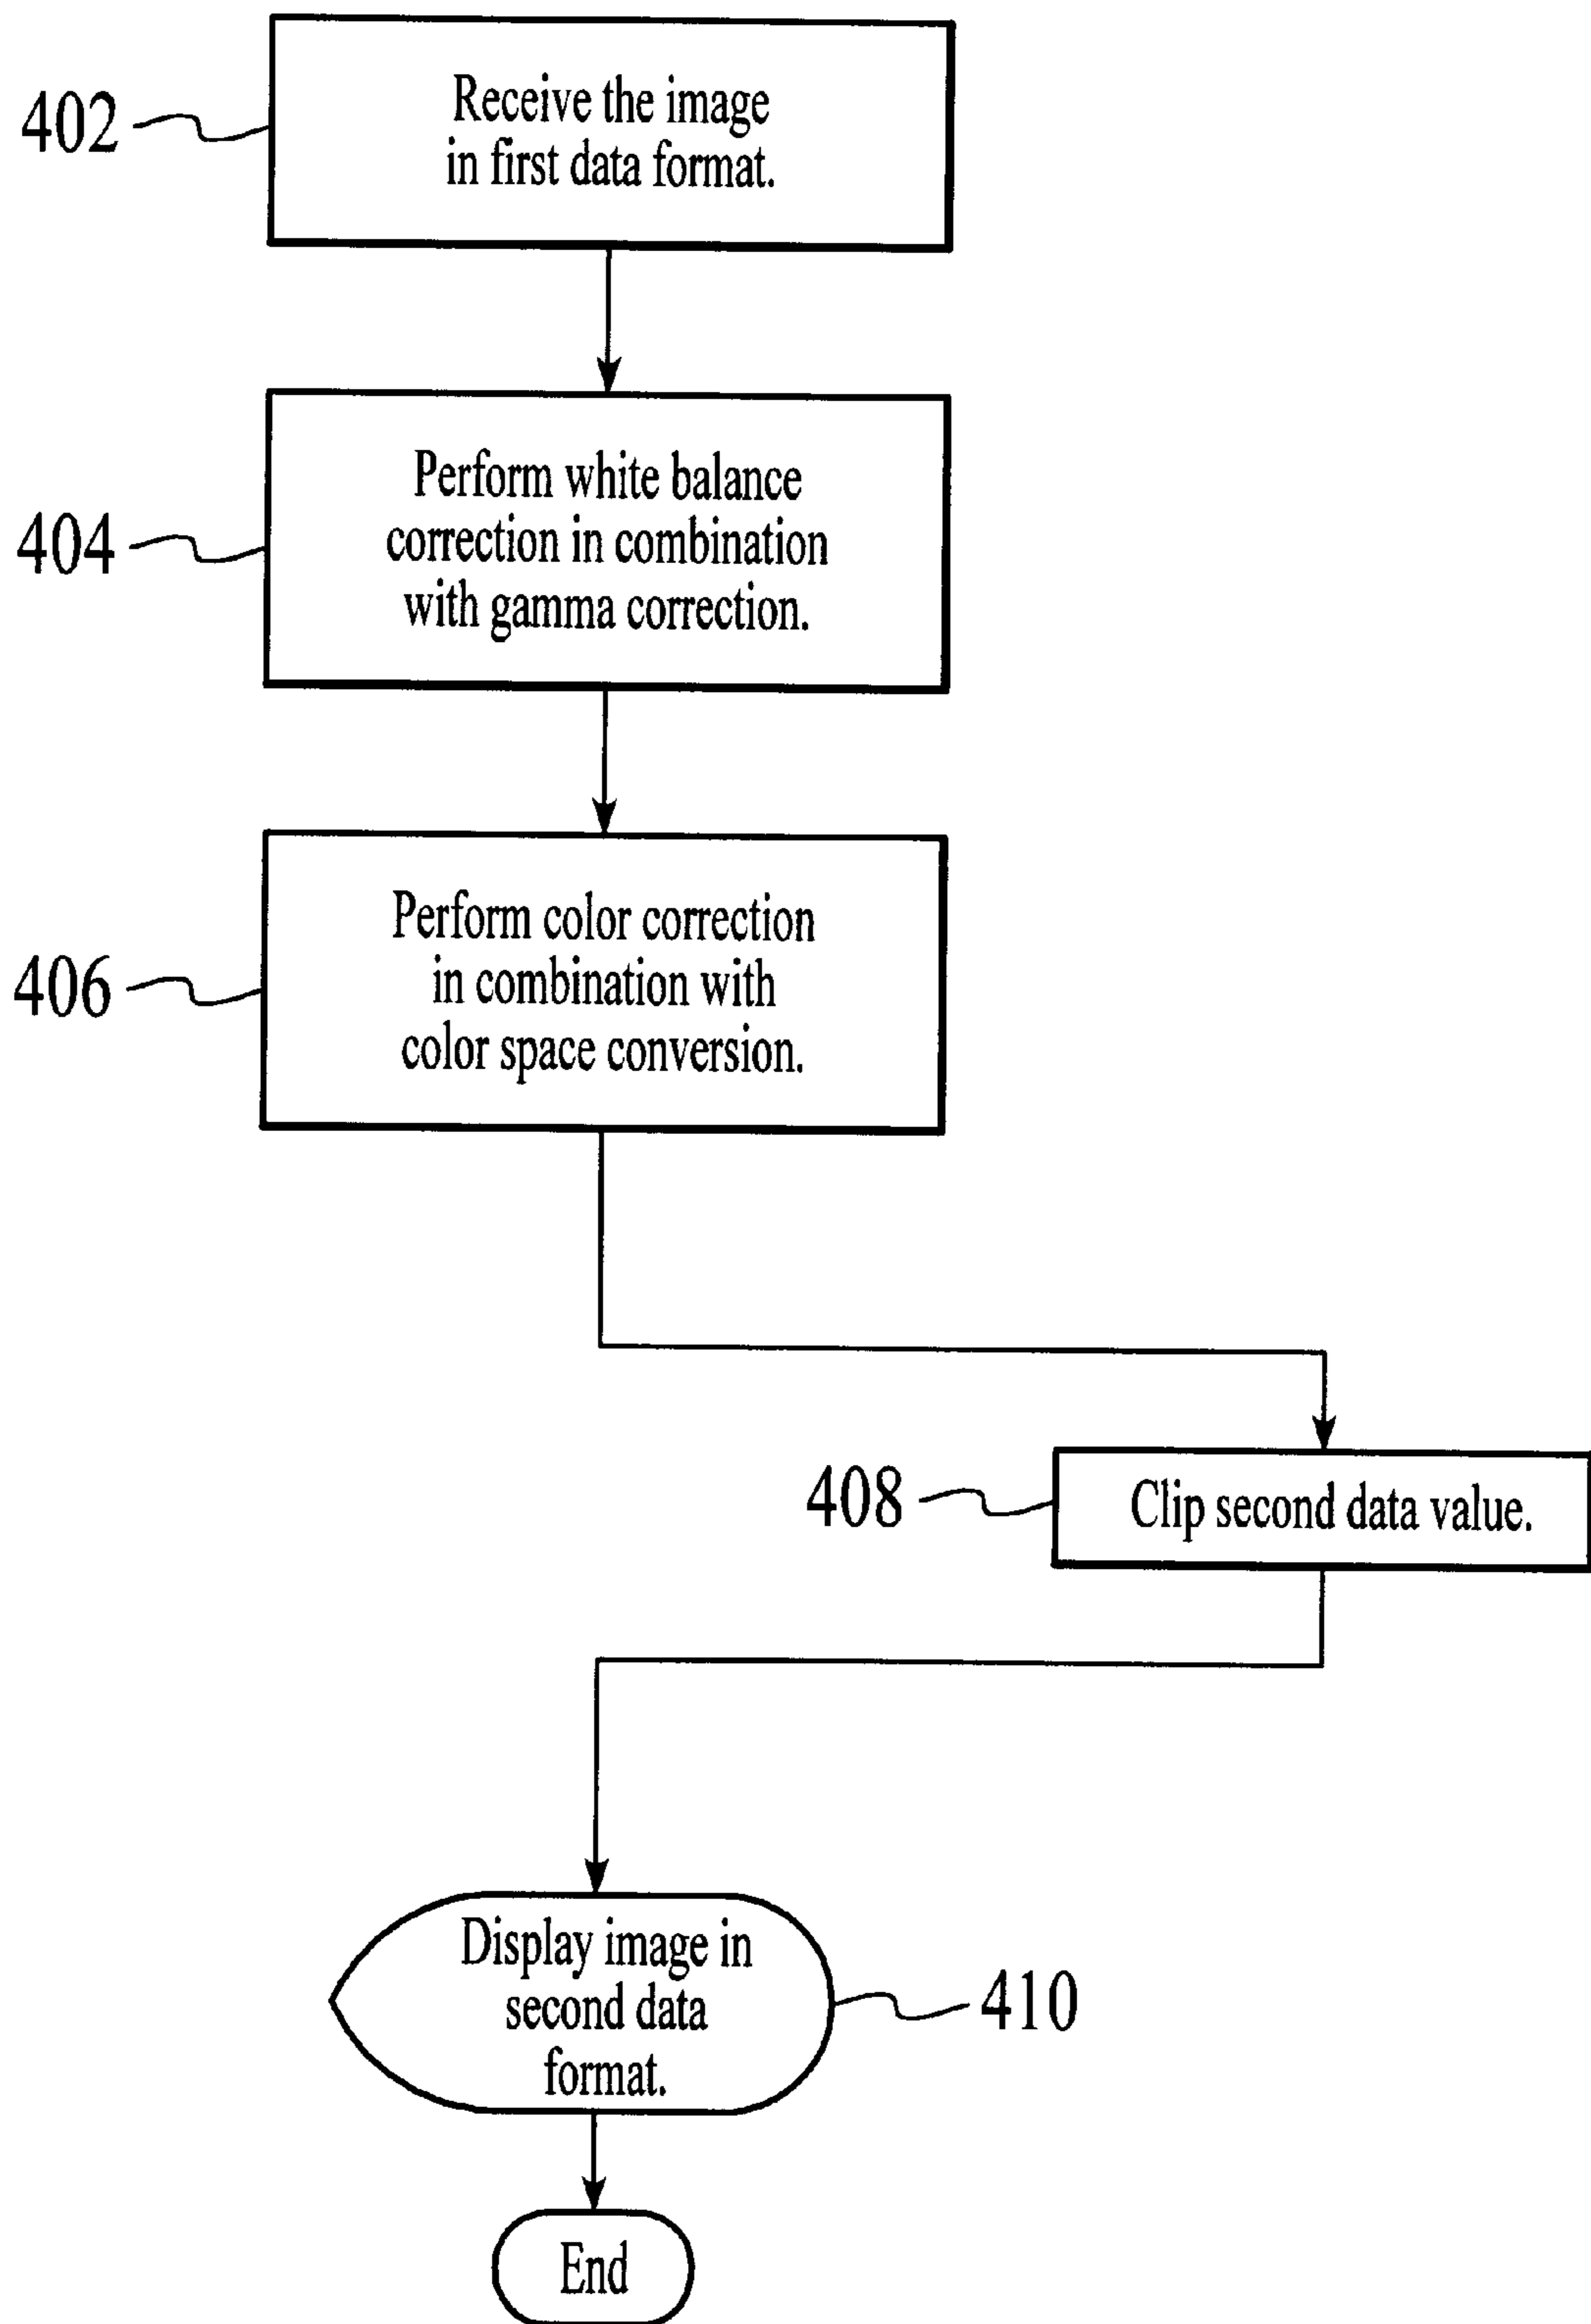 402
Receive the image
in first data format.
404
Perform white balance
correction in combination
with gamma correction.
406
Perform color correction
in combination with
color space conversion.
408
Clip second data value.
Display image in
second data
format.
410
End